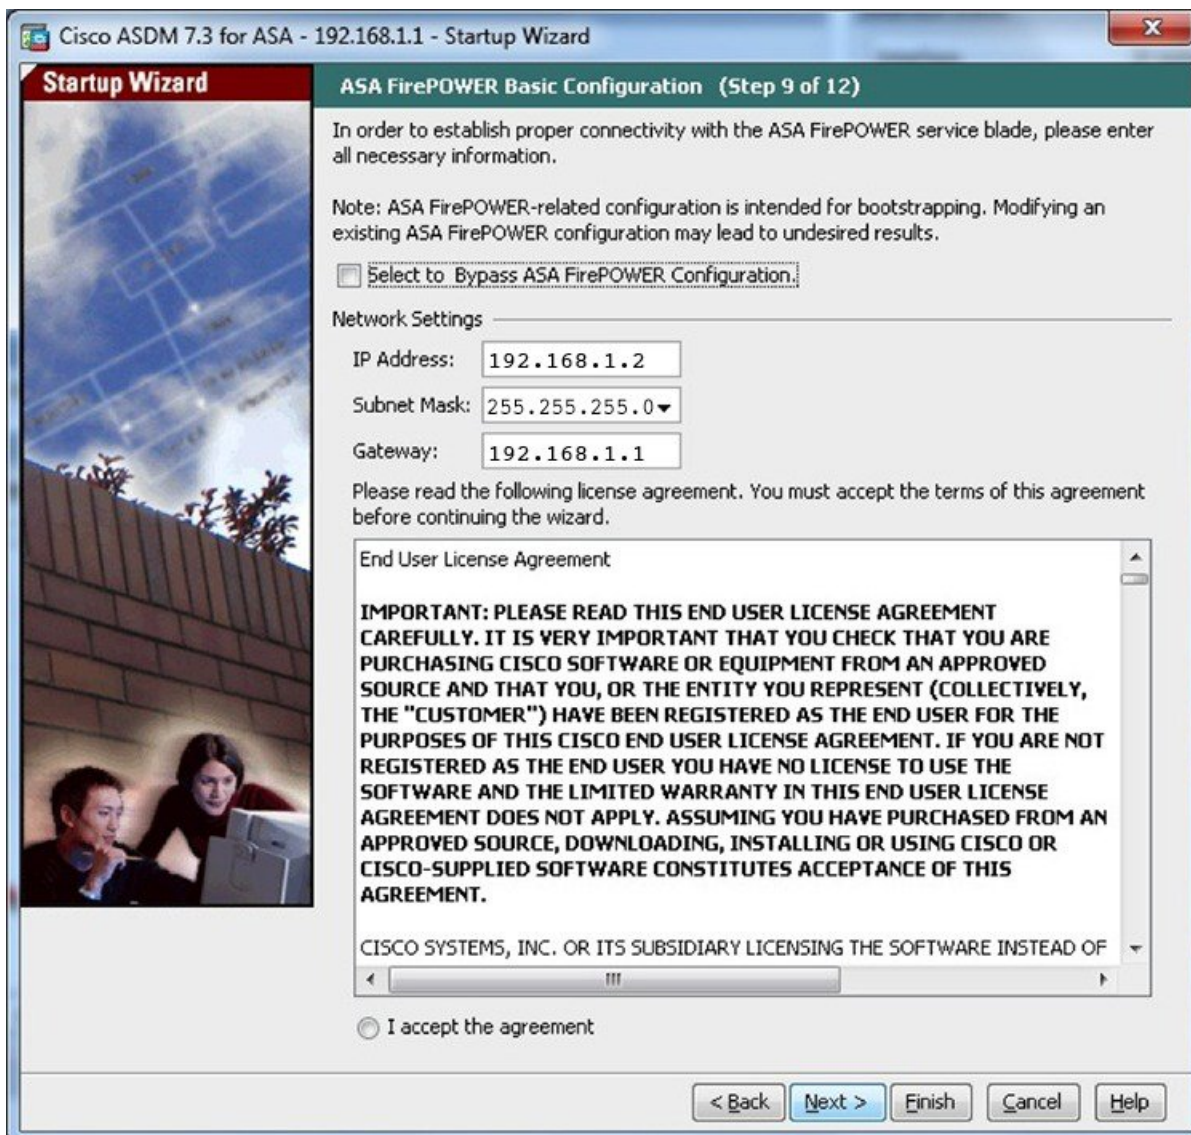 Cisco ASDM 7.3 for ASA - 192.168.1.1 - Startup Wizard
Startup Wizard
ASA FirePOWER Basic Configuration (Step 9 of 12)
In order to establish proper connectivity with the ASA FirePOWER service blade, please enter
all necessary information.
Note: ASA FirePOWER-related configuration is intended for bootstrapping. Modifying an
existing ASA FirePOWER configuration may lead to undesired results.
Select to Bypass ASA FirePOWER Configuration.
Network Settings
IP Address: 192.168.1.2
Subnet Mask: 255.255.255.0
Gateway: 192.168.1.1
Please read the following license agreement. You must accept the terms of this agreement
before continuing the wizard.
End User License Agreement
IMPORTANT: PLEASE READ THIS END USER LICENSE AGREEMENT
CAREFULLY. IT IS VERY IMPORTANT THAT YOU CHECK THAT YOU ARE
PURCHASING CISCO SOFTWARE OR EQUIPMENT FROM AN APPROVED
SOURCE AND THAT YOU, OR THE ENTITY YOU REPRESENT (COLLECTIVELY,
THE "CUSTOMER") HAVE BEEN REGISTERED AS THE END USER FOR THE
PURPOSES OF THIS CISCO END USER LICENSE AGREEMENT. IF YOU ARE NOT
REGISTERED AS THE END USER YOU HAVE NO LICENSE TO USE THE
SOFTWARE AND THE LIMITED WARRANTY IN THIS END USER LICENSE
AGREEMENT DOES NOT APPLY. ASSUMING YOU HAVE PURCHASED FROM AN
APPROVED SOURCE, DOWNLOADING, INSTALLING OR USING CISCO OR
CISCO-SUPPLIED SOFTWARE CONSTITUTES ACCEPTANCE OF THIS
AGREEMENT.
CISCO SYSTEMS, INC. OR ITS SUBSIDIARY LICENSING THE SOFTWARE INSTEAD OF
I accept the agreement
< Back Next > Finish Cancel Help